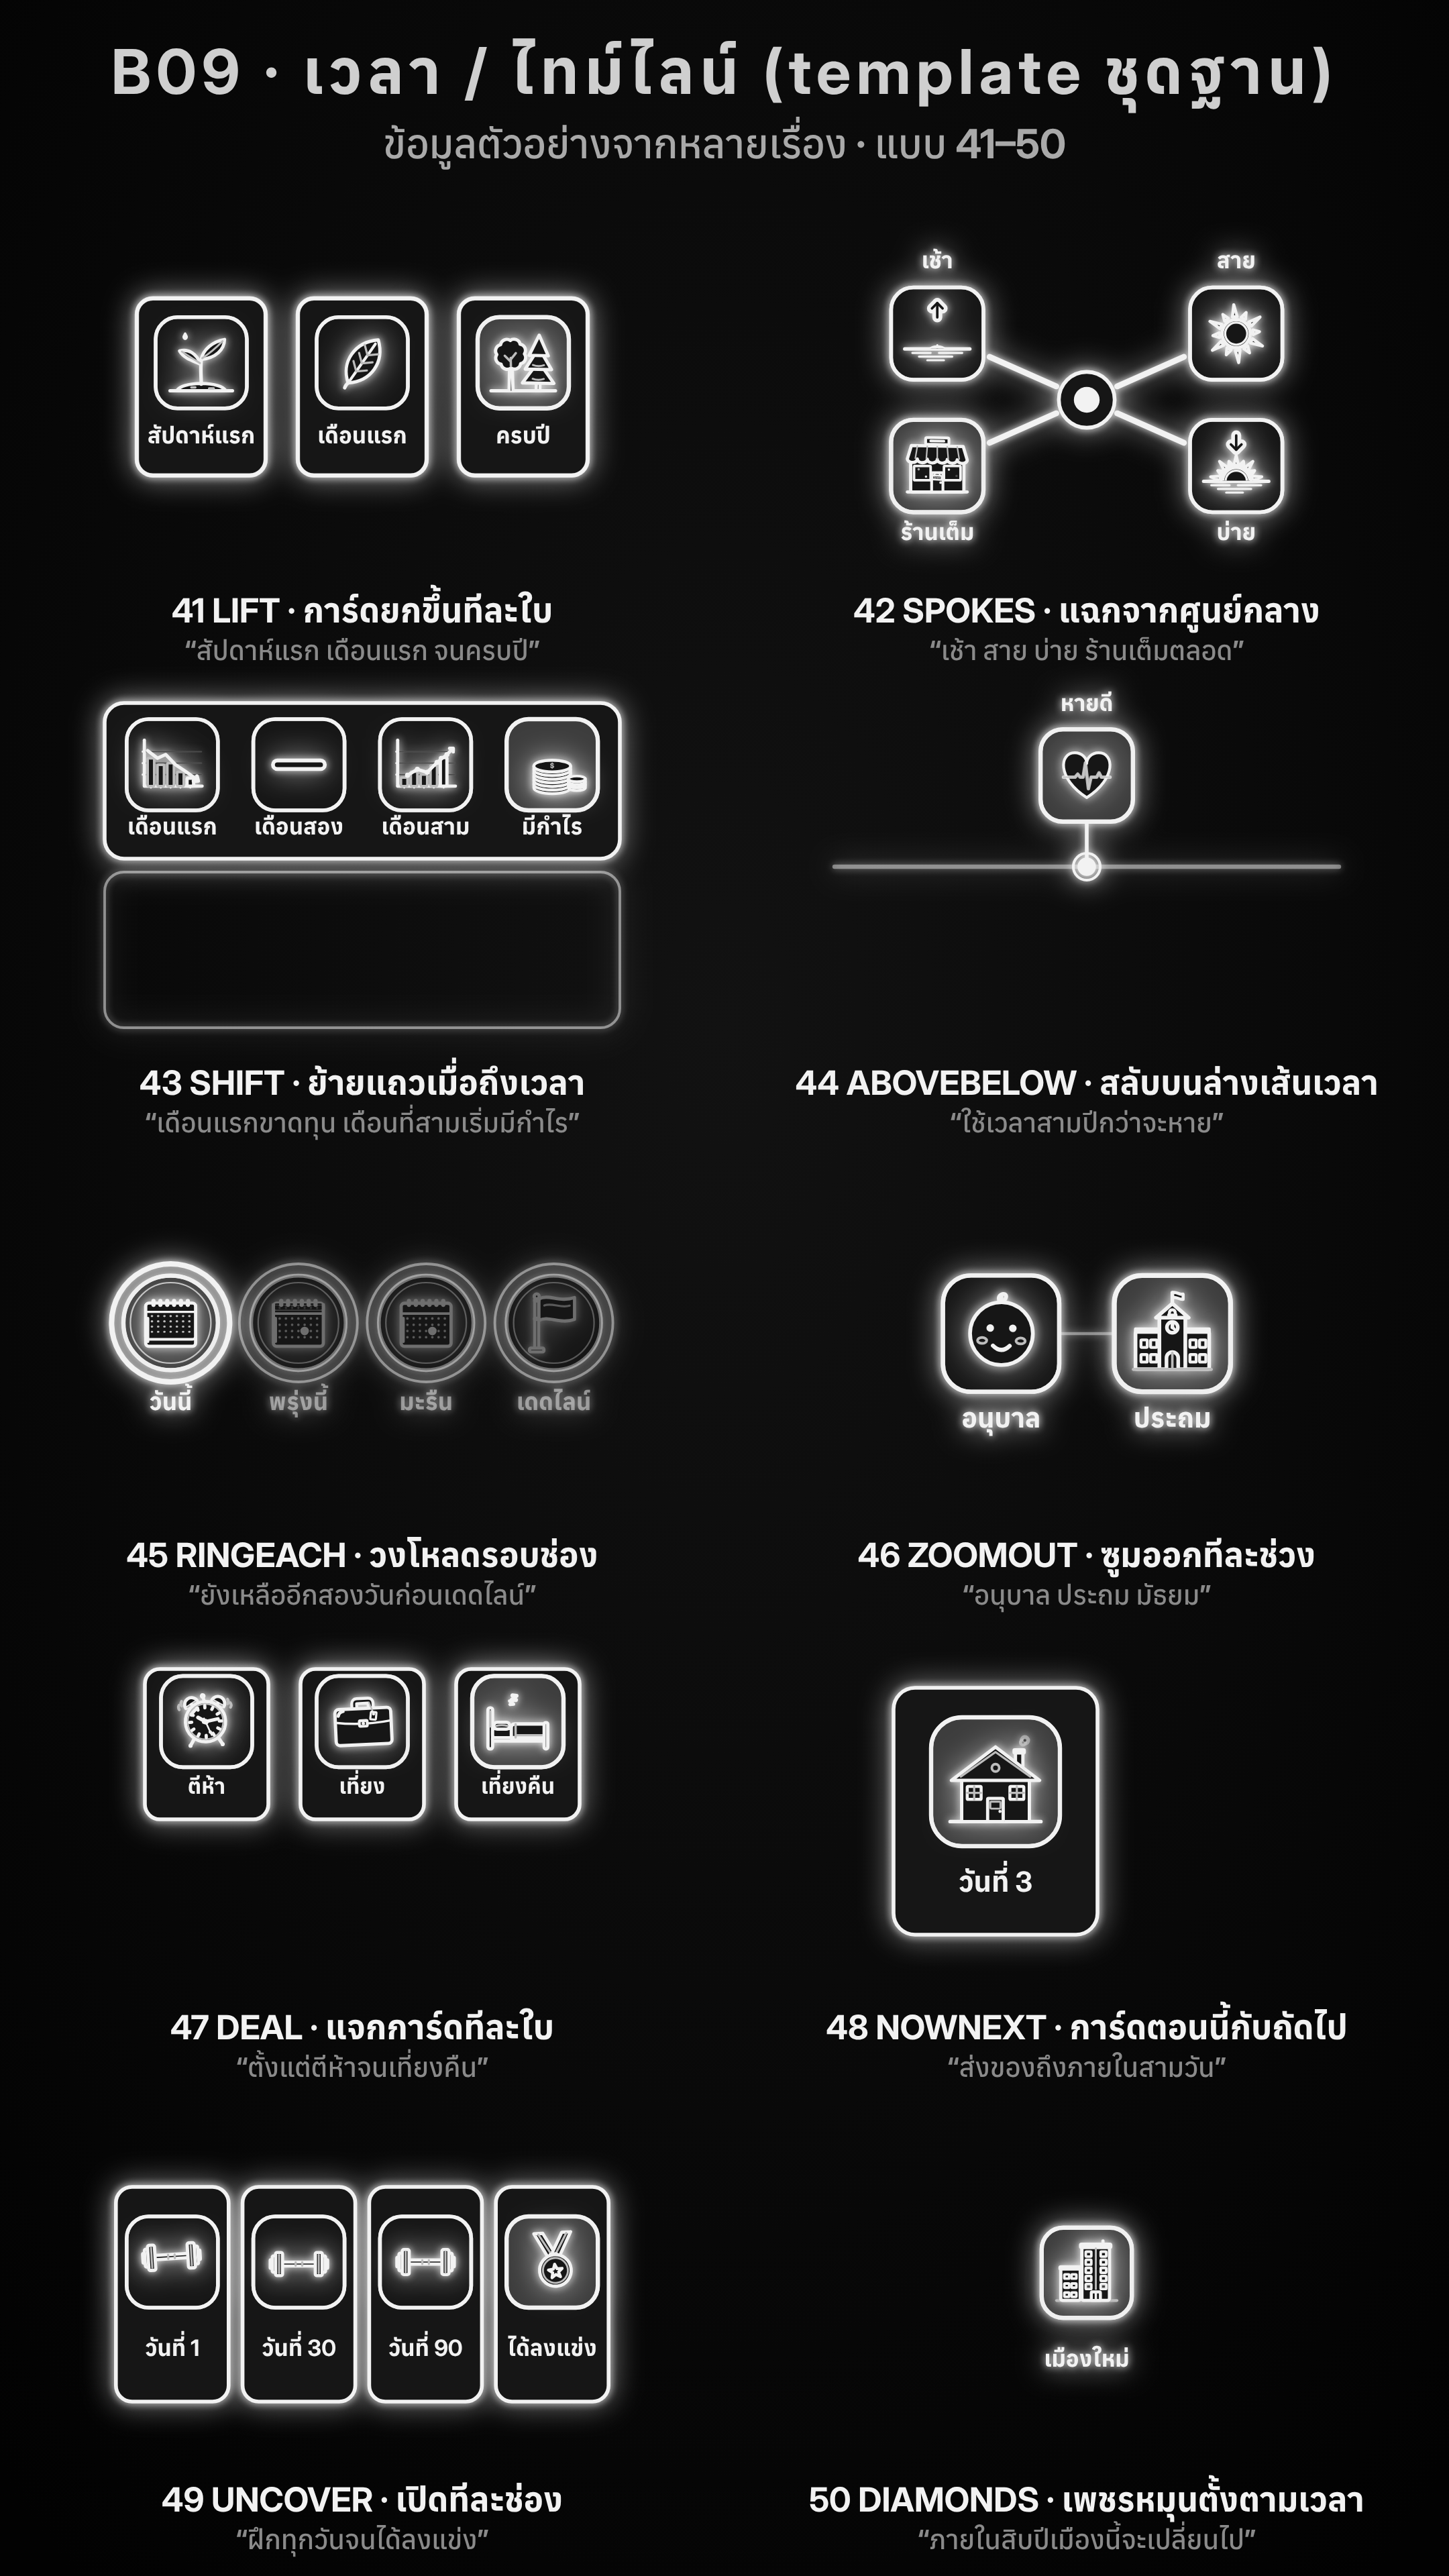 B09 · เวลา / ไทม์ไลน์ (template ชุดฐาน)
ข้อมูลตัวอย่างจากหลายเรื่อง · แบบ 41–50
สัปดาห์แรก เดือนแรก ครบปี
เช้า สาย
ร้านเต็ม บ่าย
41 LIFT · การ์ดยกขึ้นทีละใบ
“สัปดาห์แรก เดือนแรก จนครบปี”
42 SPOKES · แฉกจากศูนย์กลาง
“เช้า สาย บ่าย ร้านเต็มตลอด”
เดือนแรก เดือนสอง เดือนสาม มีกำไร
หายดี
43 SHIFT · ย้ายแถวเมื่อถึงเวลา
“เดือนแรกขาดทุน เดือนที่สามเริ่มมีกำไร”
44 ABOVEBELOW · สลับบนล่างเส้นเวลา
“ใช้เวลาสามปีกว่าจะหาย”
วันนี้ พรุ่งนี้ มะรืน เดดไลน์
อนุบาล ประถม
45 RINGEACH · วงโหลดรอบช่อง
“ยังเหลืออีกสองวันก่อนเดดไลน์”
46 ZOOMOUT · ซูมออกทีละช่วง
“อนุบาล ประถม มัธยม”
ตีห้า เที่ยง เที่ยงคืน
วันที่ 3
47 DEAL · แจกการ์ดทีละใบ
“ตั้งแต่ตีห้าจนเที่ยงคืน”
48 NOWNEXT · การ์ดตอนนี้กับถัดไป
“ส่งของถึงภายในสามวัน”
วันที่ 1 วันที่ 30 วันที่ 90 ได้ลงแข่ง
เมืองใหม่
49 UNCOVER · เปิดทีละช่อง
“ฝึกทุกวันจนได้ลงแข่ง”
50 DIAMONDS · เพชรหมุนตั้งตามเวลา
“ภายในสิบปีเมืองนี้จะเปลี่ยนไป”